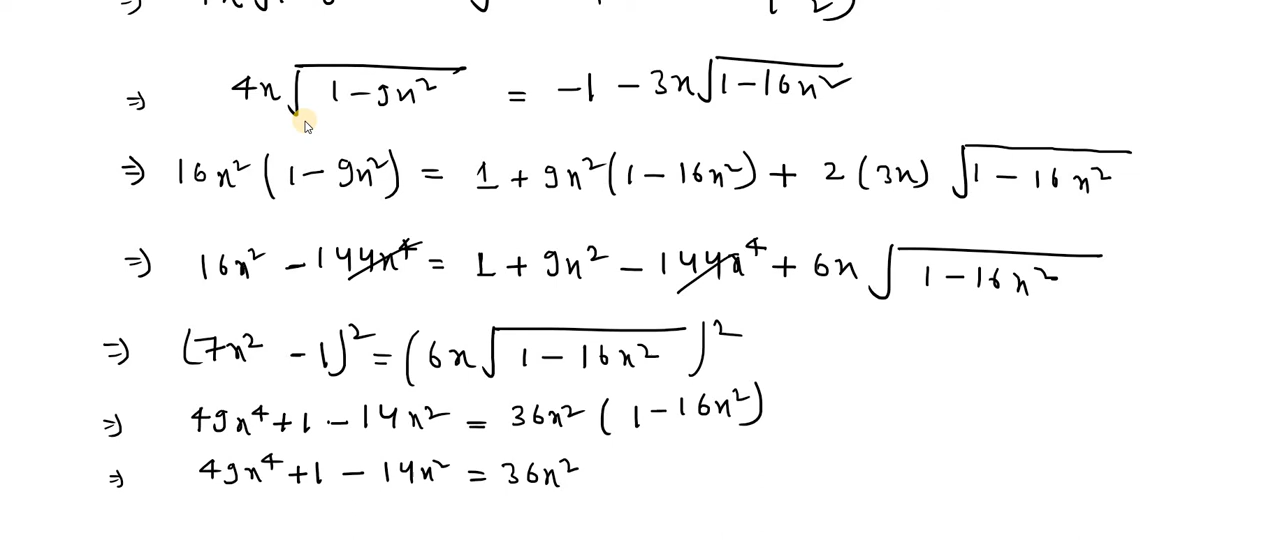 ⇒ 4x√(1-9x²) = -1 - 3x√(1-16x²)
⇒ 16x² (1 - 9x²) = 1 + 9x² (1 - 16x²) + 2 (3x) √(1 - 16x²)
⇒ 16x² - 144x⁴ = 1 + 9x² - 144x⁴ + 6x √(1 - 16x²)
⇒ (7x² - 1)² = (6x√(1 - 16x²))²
⇒ 49x⁴ + 1 - 14x² = 36x² (1 - 16x²)
⇒ 49x⁴ + 1 - 14x² = 36x²